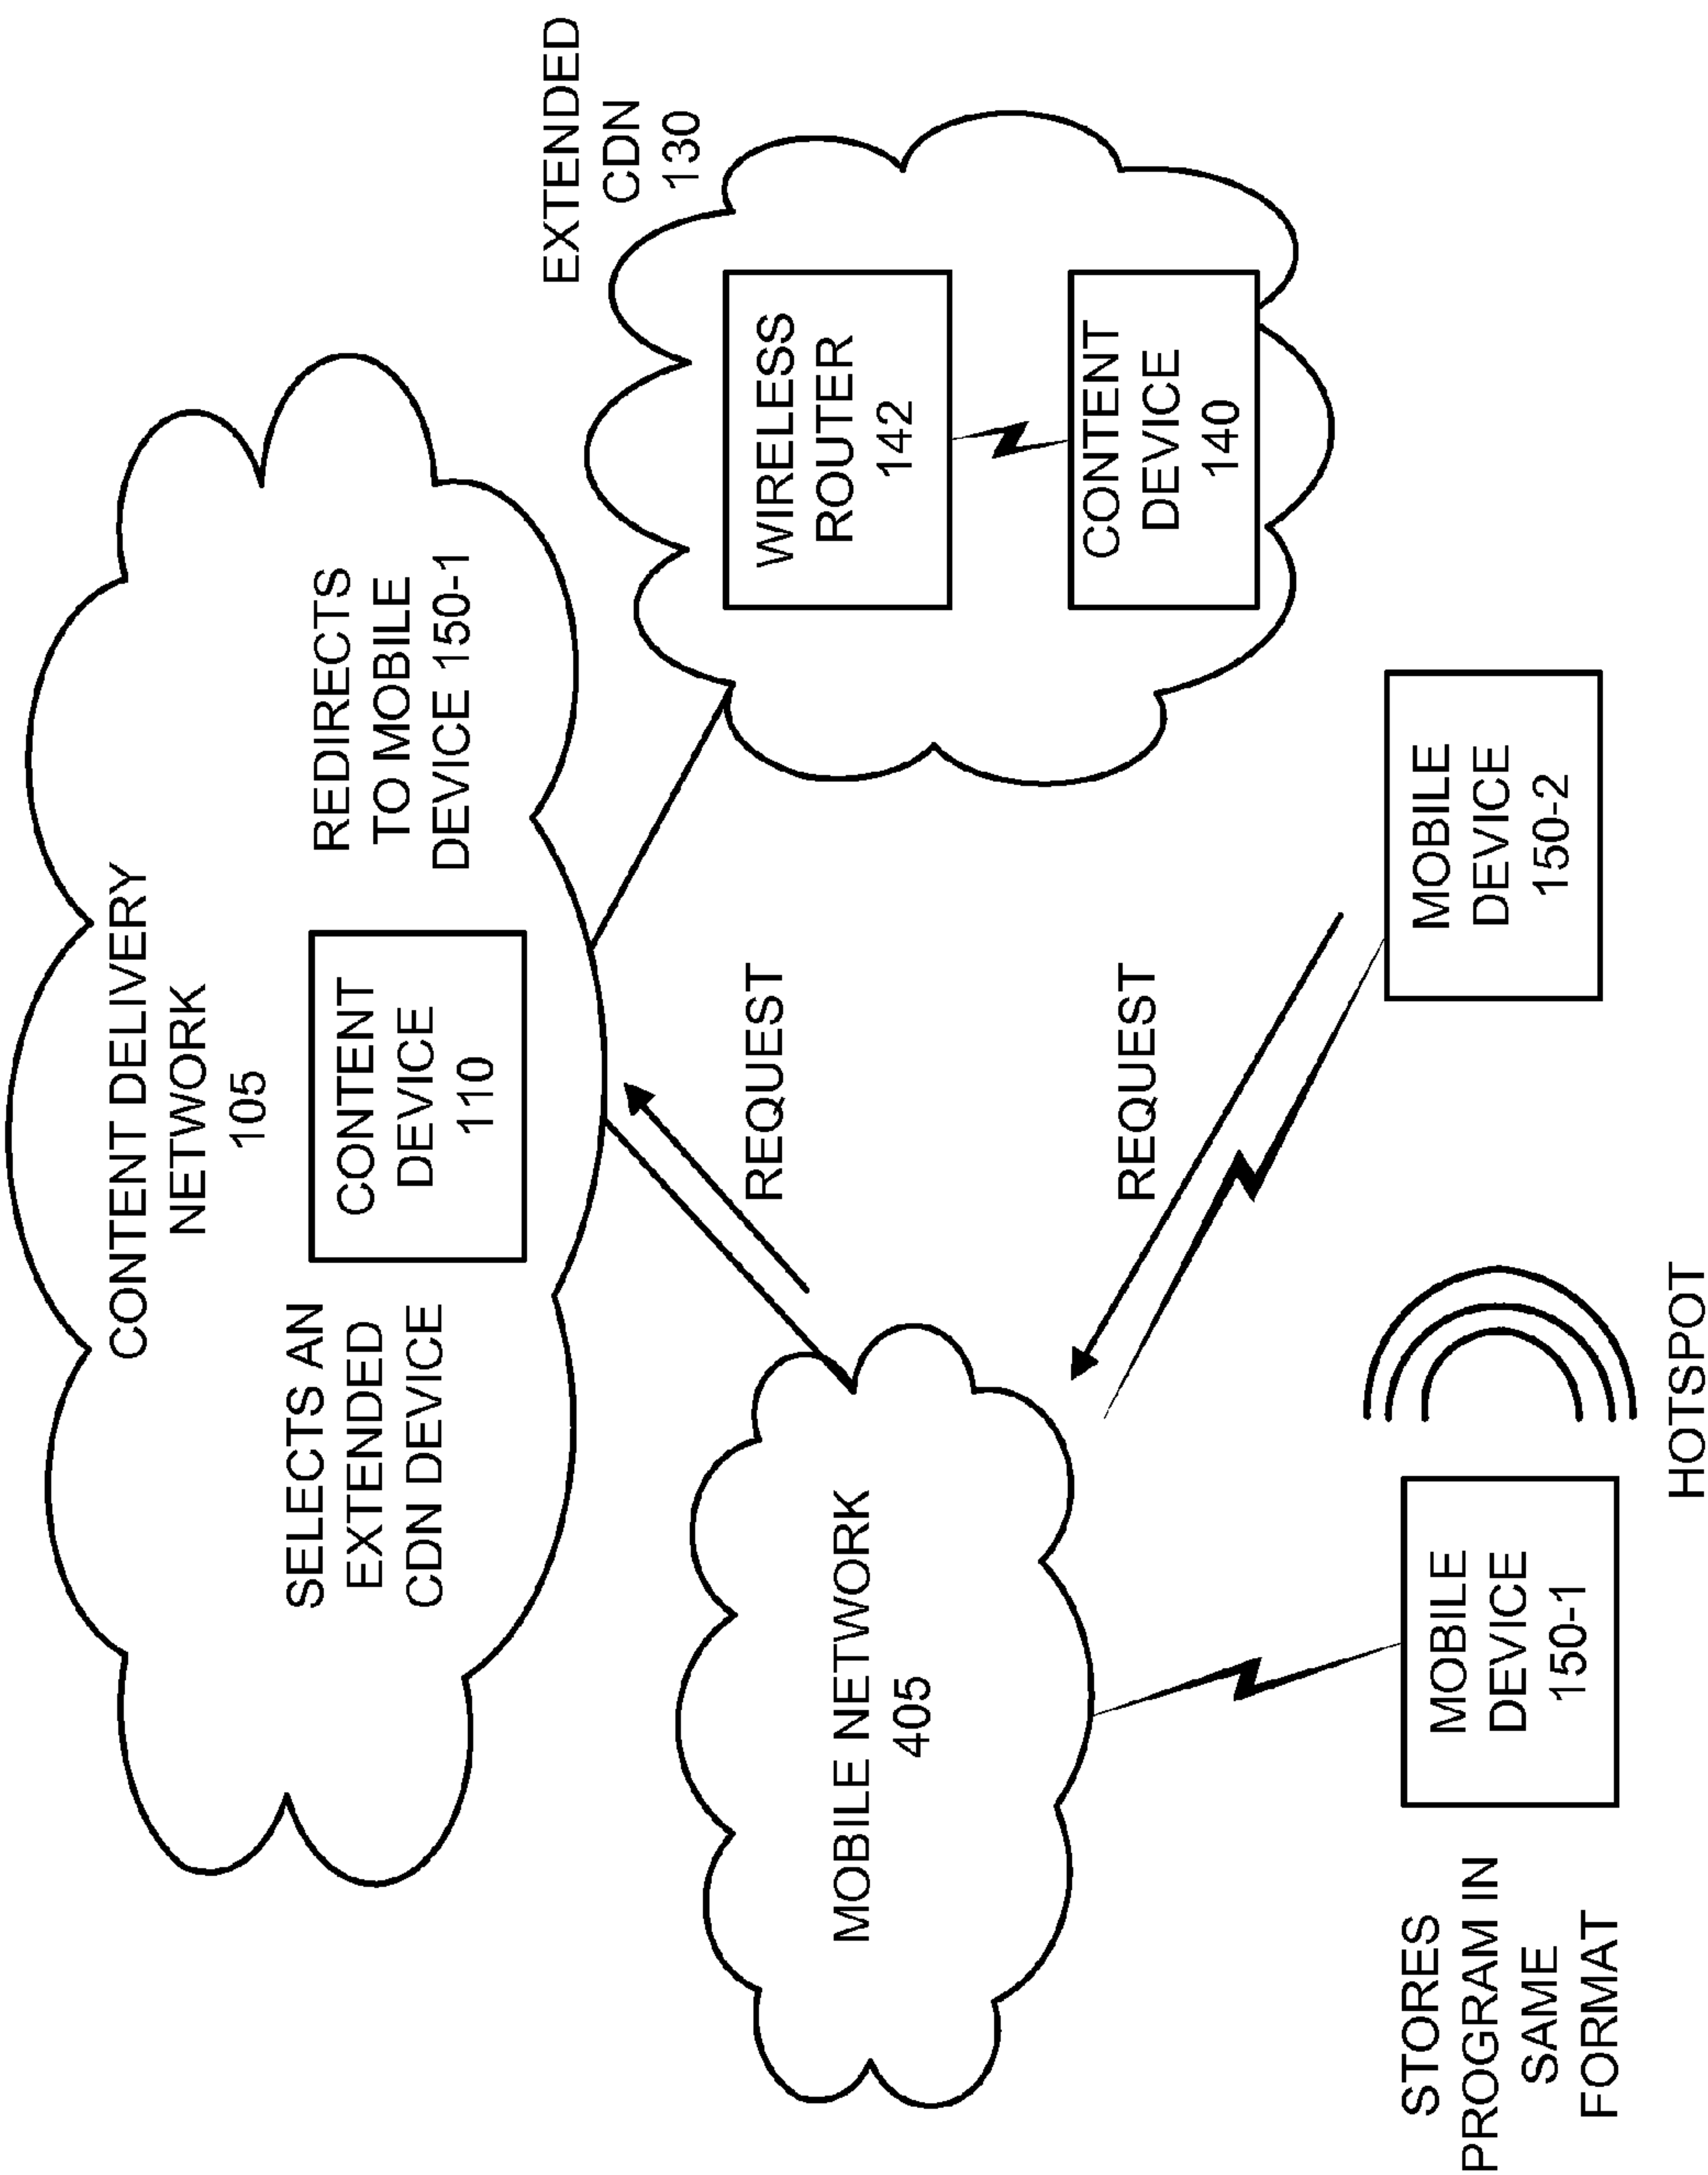 CONTENT DELIVERY
NETWORK
105
SELECTS AN
EXTENDED
CDN DEVICE
CONTENT
DEVICE
110
REDIRECTS
TO MOBILE
DEVICE 150-1
EXTENDED
CDN
130
WIRELESS
ROUTER
142
CONTENT
DEVICE
140
REQUEST
MOBILE NETWORK
405
REQUEST
STORES
PROGRAM IN
SAME
FORMAT
MOBILE
DEVICE
150-1
HOTSPOT
MOBILE
DEVICE
150-2